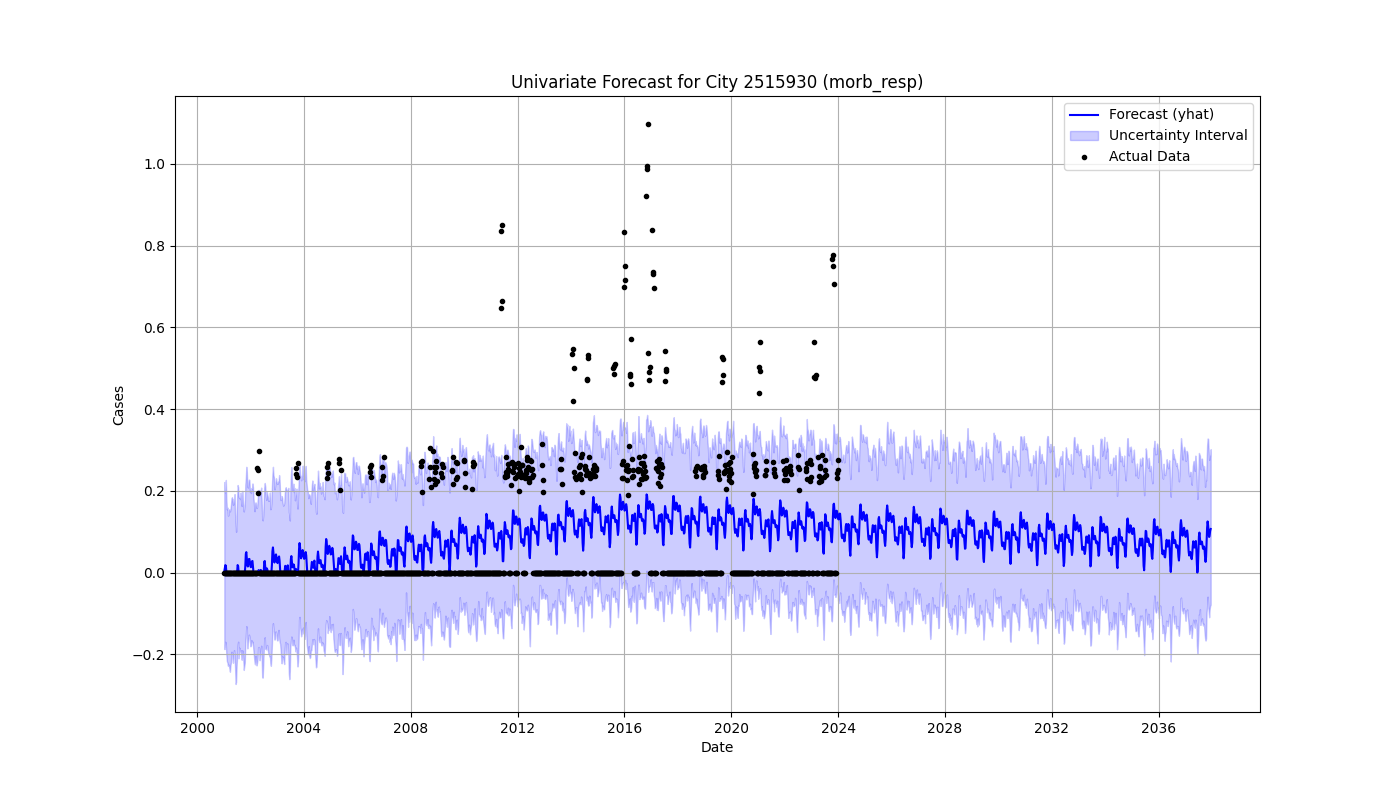 Univariate Forecast for City 2515930 (morb_resp)
Forecast (yhat)
Uncertainty Interval
Actual Data
1.0
0.8
0.6
0.4
0.2
0.0
−0.2
Cases
2000 2004 2008 2012 2016 2020 2024 2028 2032 2036
Date